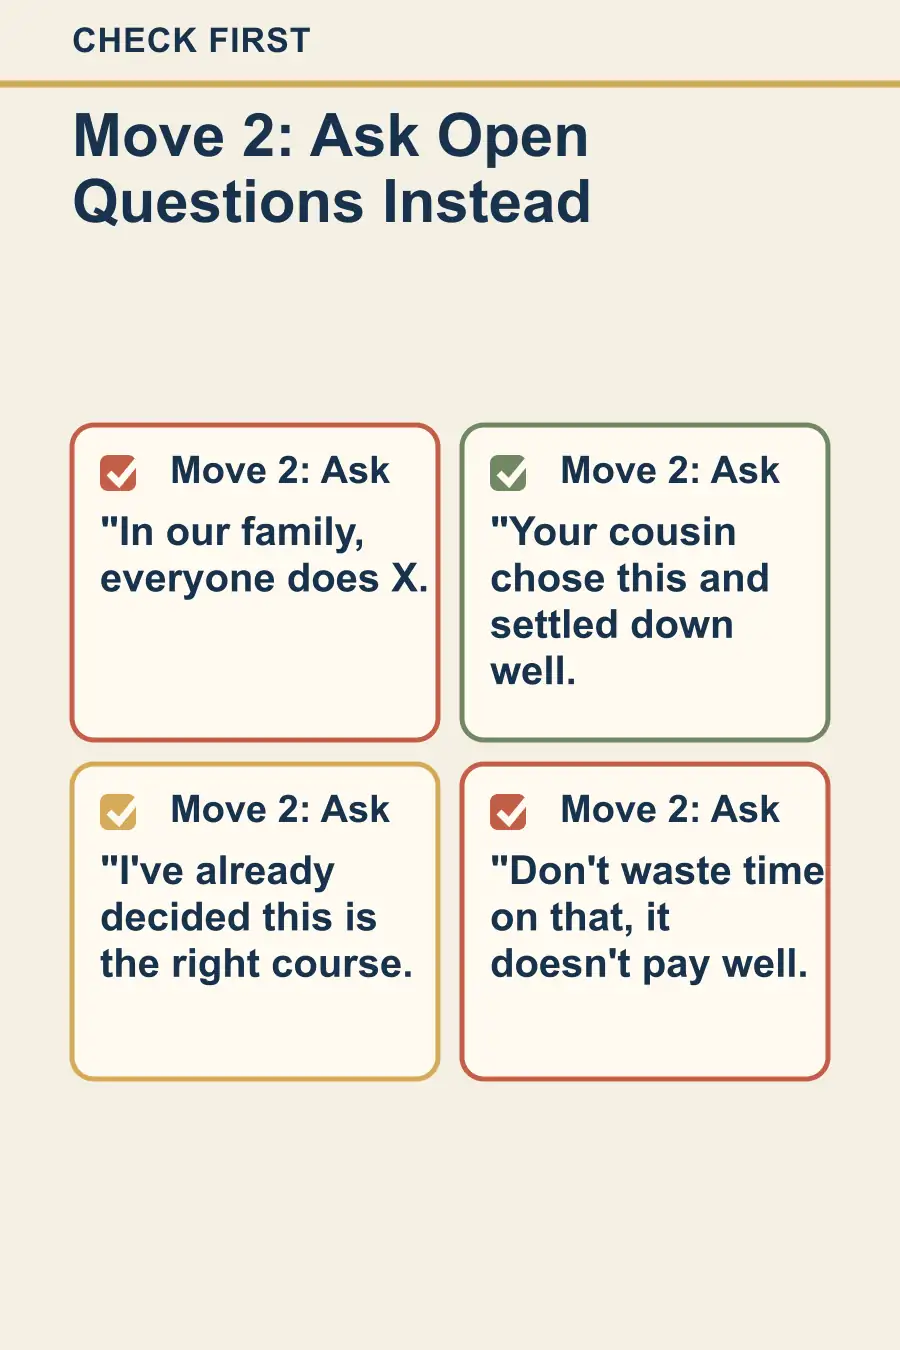 CHECK FIRST
Move 2: Ask Open
Questions Instead
Move 2: Ask
"In our family,
everyone does X.
Move 2: Ask
"Your cousin
chose this and
settled down
well.
Move 2: Ask
"I've already
decided this is
the right course.
Move 2: Ask
"Don't waste time
on that, it
doesn't pay well.